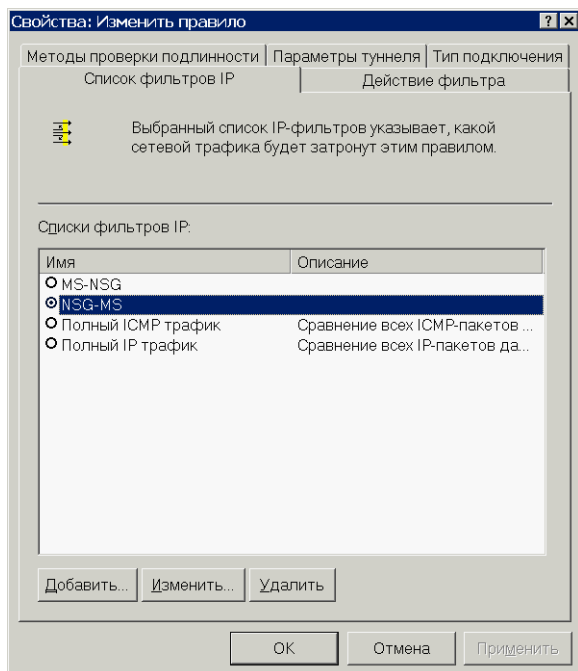 Свойства: Изменить правило
Методы проверки подлинности Параметры туннеля Тип подключения
Список фильтров IP Действие фильтра
Выбранный список IP-фильтров указывает, какой
сетевой трафика будет затронут этим правилом.
Списки фильтров IP:
Имя Описание
MS-NSG
NSG-MS
Полный ICMP трафик Сравнение всех ICMP-пакетов ...
Полный IP трафик Сравнение всех IP-пакетов да...
Добавить... Изменить... Удалить
OK Отмена Применить